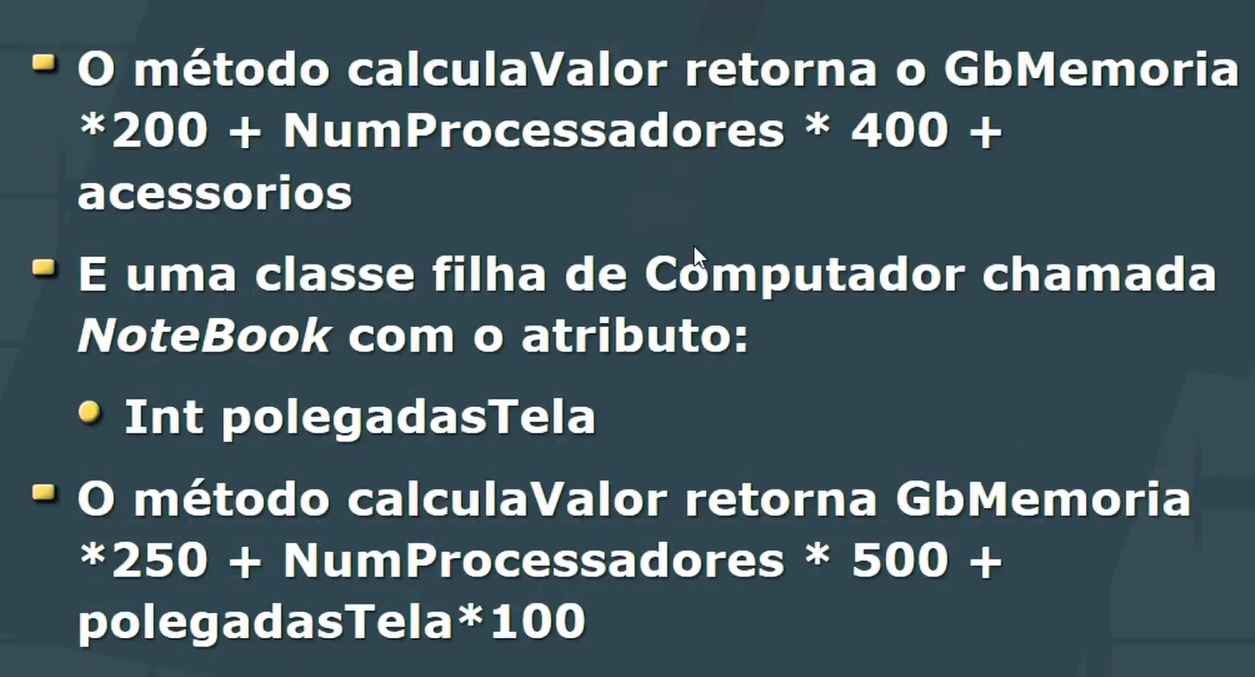 O método calculaValor retorna o GbMemoria
*200 + NumProcessadores * 400 +
acessorios
E uma classe filha de Computador chamada
NoteBook com o atributo:
Int polegadasTela
O método calculaValor retorna GbMemoria
*250 + NumProcessadores * 500 +
polegadasTela*100